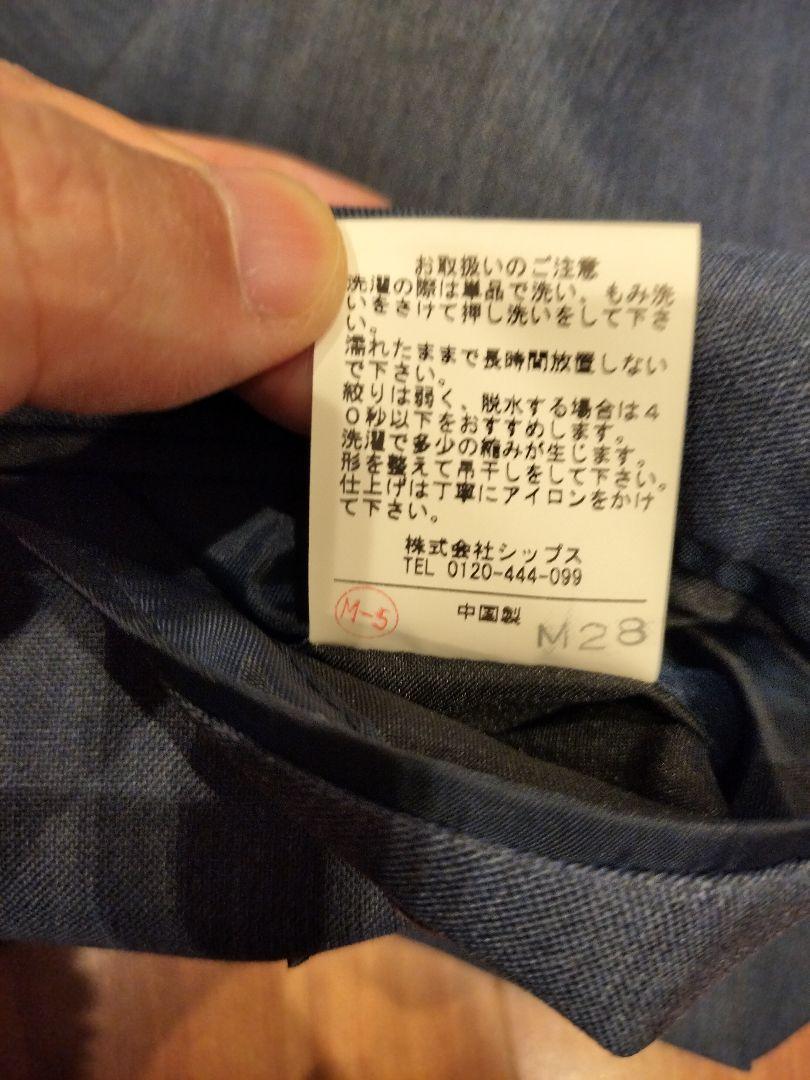 お取扱いのご注意
洗濯の際は単品で洗い、もみ洗
いをさけて押し洗いをして下さ
い。
濡れたままで長時間放置しない
で下さい。
絞りは弱く、脱水する場合は４
０秒以下をおすすめします。
洗濯で多少の縮みが生じます。
形を整えて吊干しをして下さい。
仕上げは丁寧にアイロンをかけ
て下さい。
株式会社シップス
TEL 0120-444-099
M-5 中国製 M28